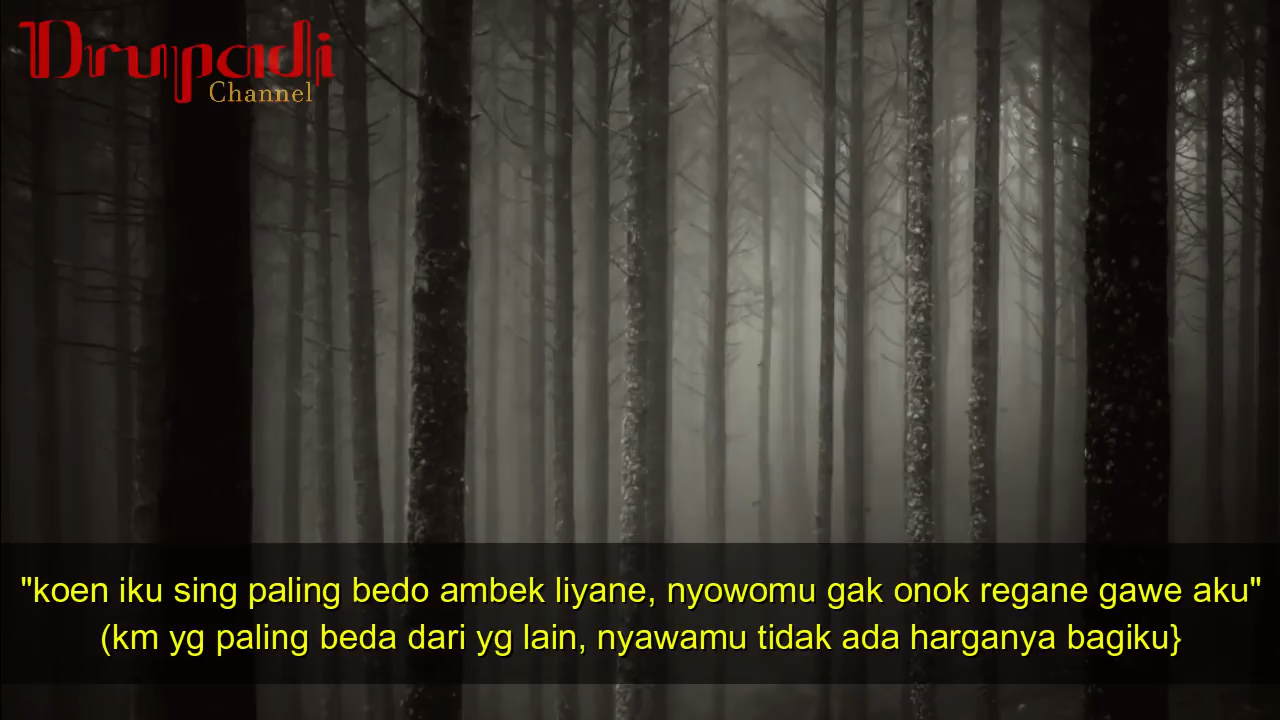 Drupadi
Channel
"koen iku sing paling bedo ambek liyane, nyowomu gak onok regane gawe aku"
(km yg paling beda dari yg lain, nyawamu tidak ada harganya bagiku}